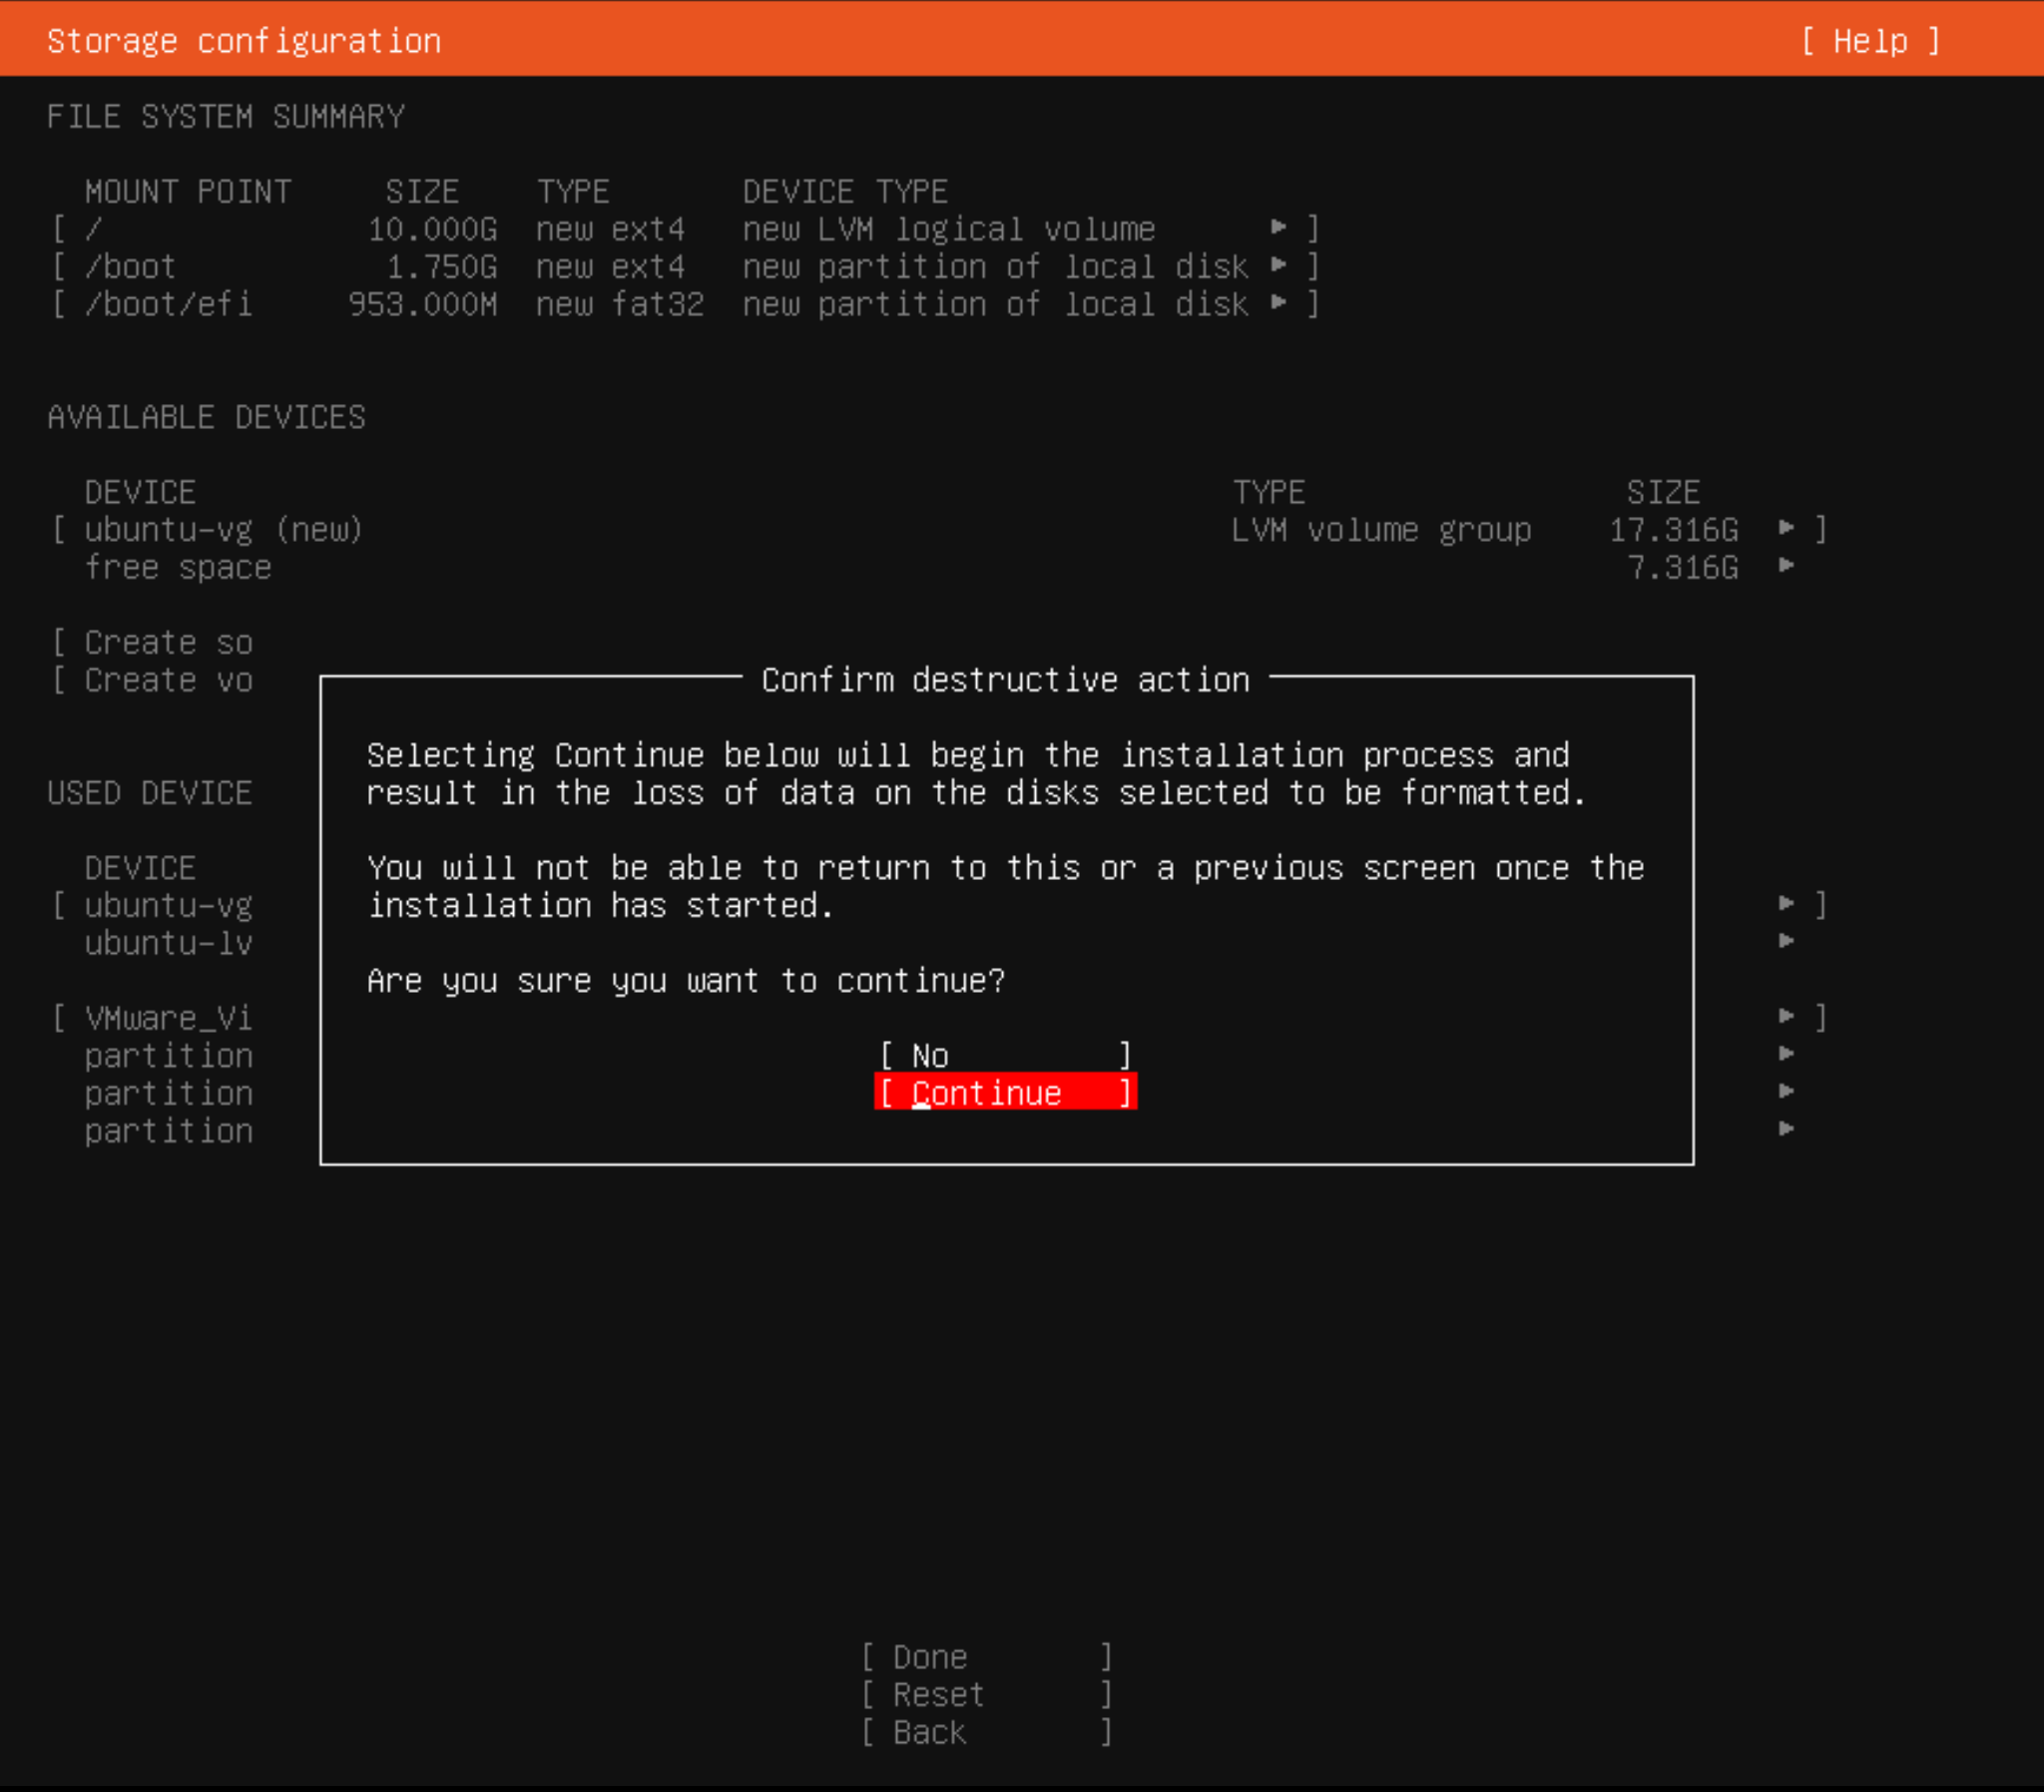 Storage configuration [ Help ]
FILE SYSTEM SUMMARY
MOUNT POINT SIZE TYPE DEVICE TYPE
[ / 10.000G new ext4 new LVM logical volume ▸ ]
[ /boot 1.750G new ext4 new partition of local disk ▸ ]
[ /boot/efi 953.000M new fat32 new partition of local disk ▸ ]
AVAILABLE DEVICES
DEVICE TYPE SIZE
[ ubuntu-vg (new) LVM volume group 17.316G ▸ ]
free space 7.316G ▸
[ Create so
[ Create vo
Confirm destructive action
Selecting Continue below will begin the installation process and
result in the loss of data on the disks selected to be formatted.
You will not be able to return to this or a previous screen once the
installation has started.
Are you sure you want to continue?
[ No ]
[ Continue ]
USED DEVICE
DEVICE
[ ubuntu-vg ▸ ]
ubuntu-lv ▸
[ VMware_Vi ▸ ]
partition ▸
partition ▸
partition ▸
[ Done ]
[ Reset ]
[ Back ]